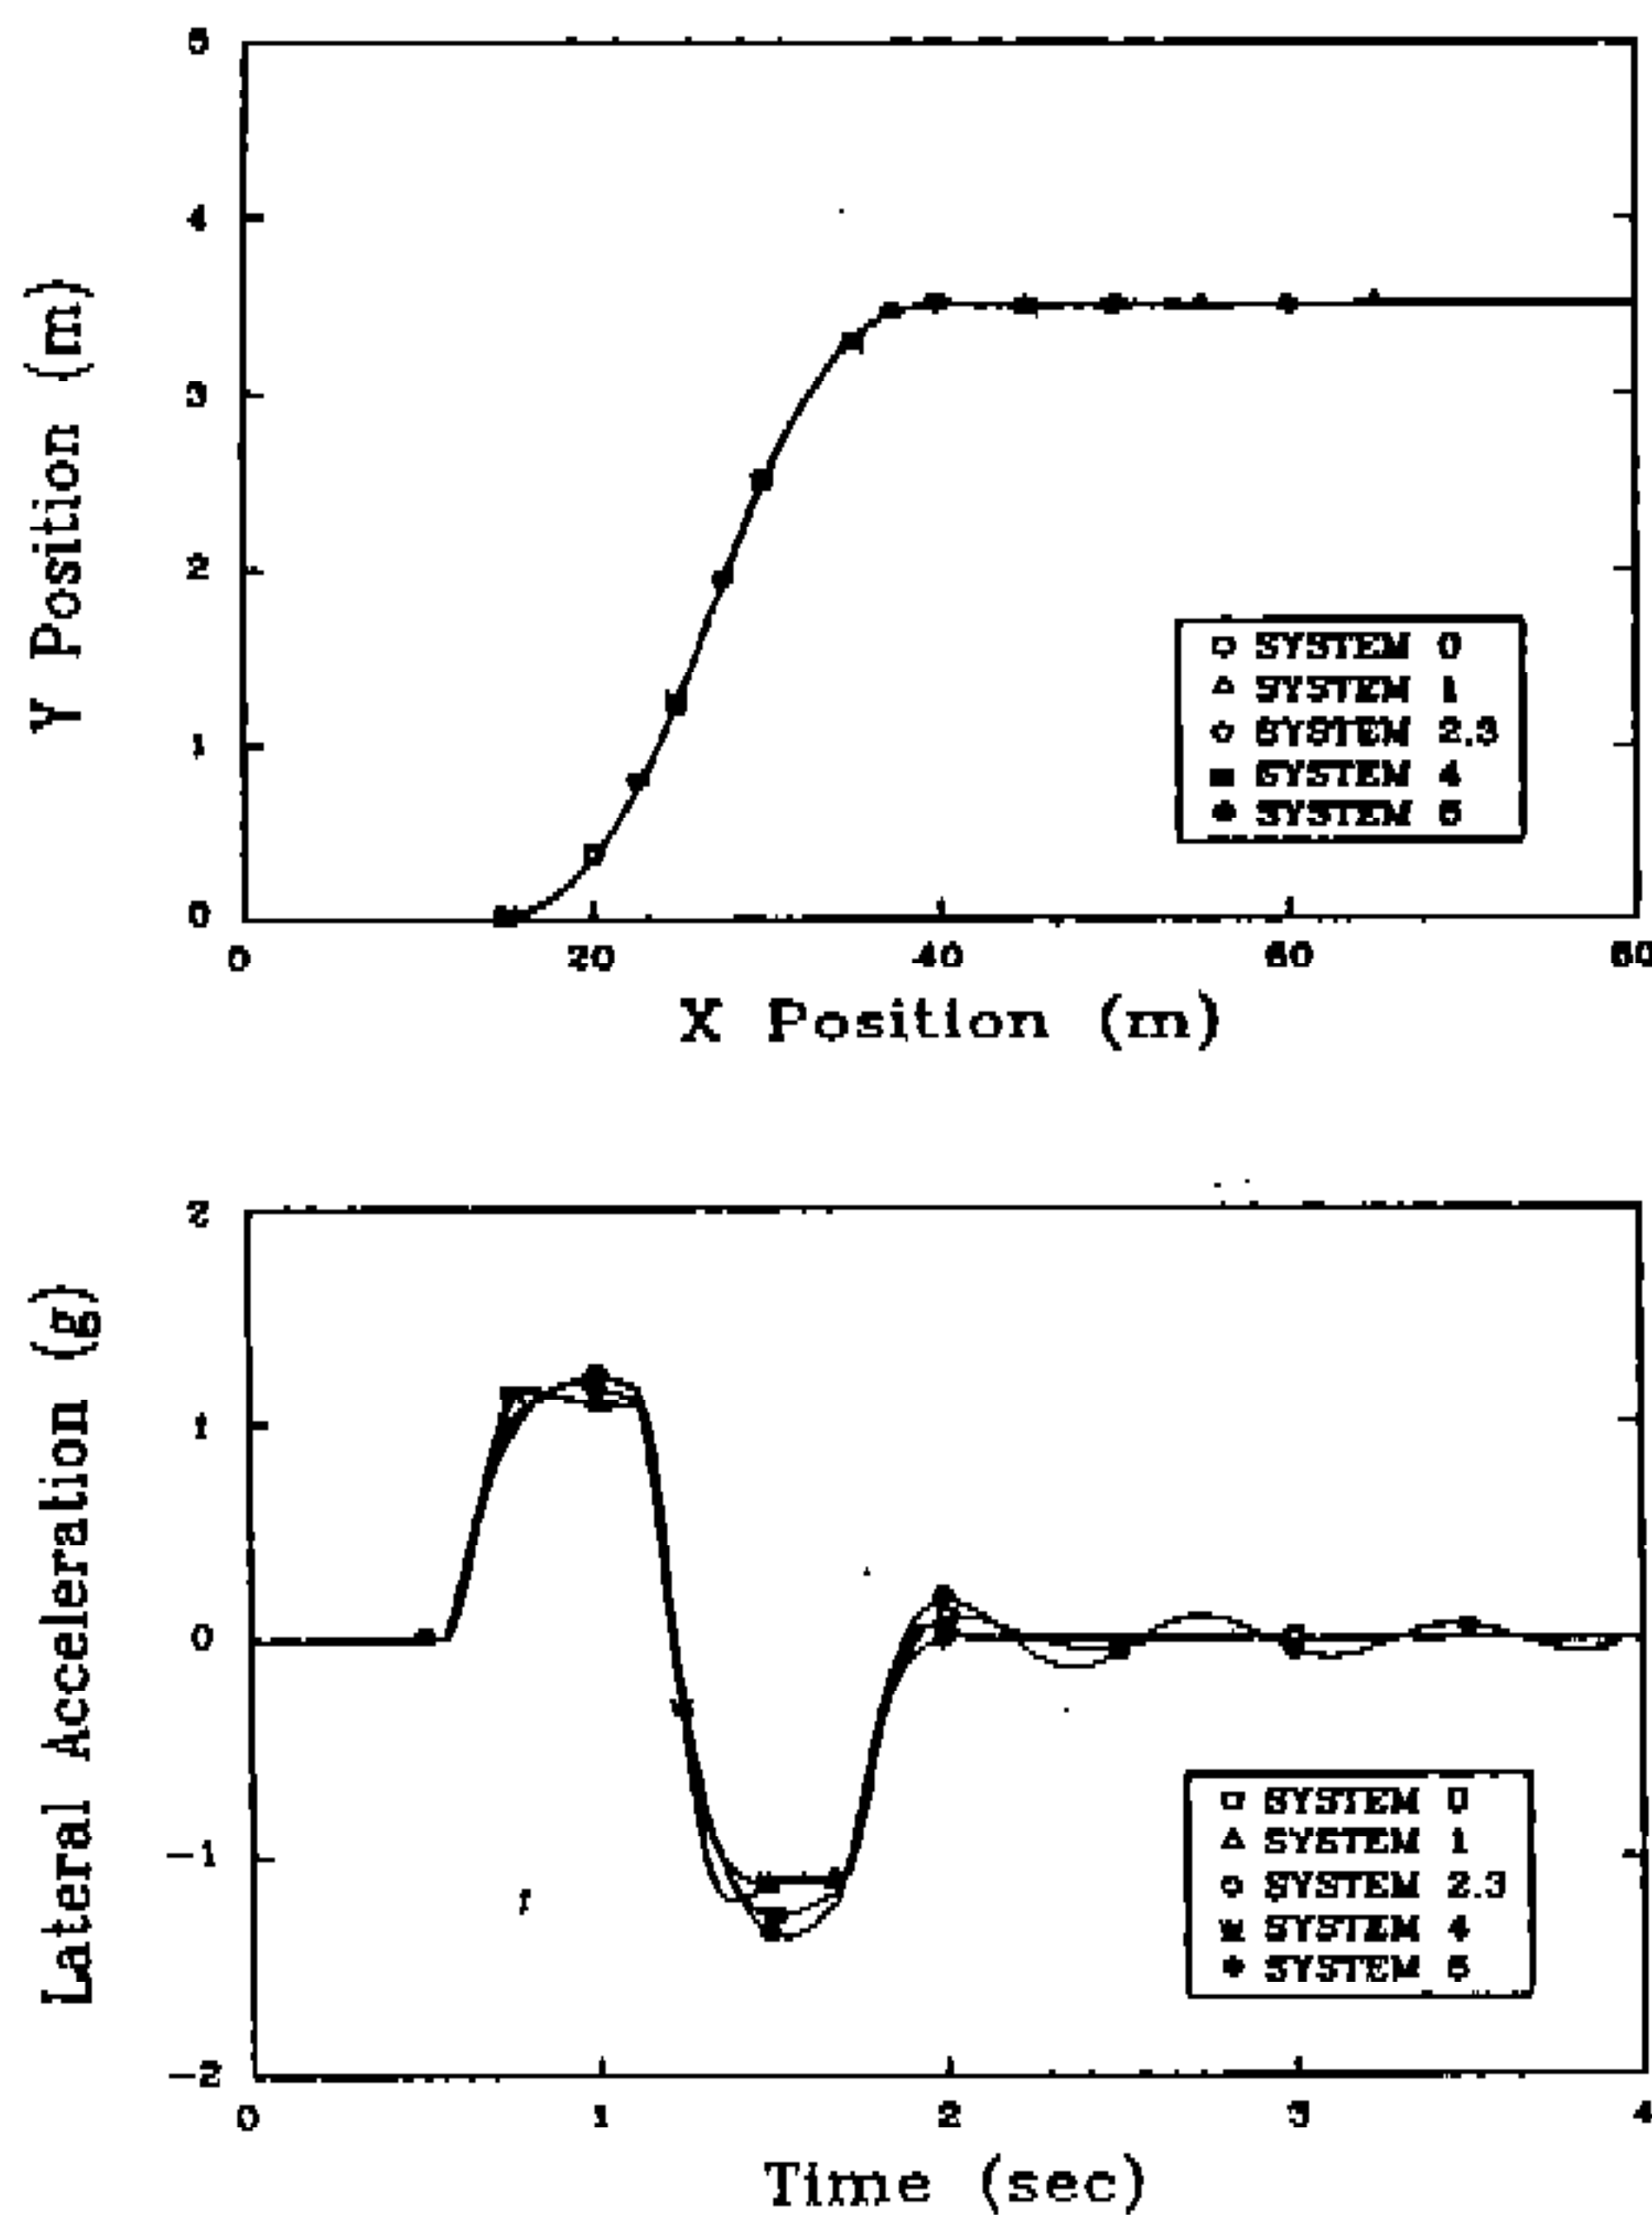 5
4
3
2
1
0
Y Position (m)
SYSTEM 0
SYSTEM 1
SYSTEM 2.3
SYSTEM 4
SYSTEM 5
0 20 40 60 80
X Position (m)
2
1
0
-1
-2
Lateral Acceleration (g)
SYSTEM 0
SYSTEM 1
SYSTEM 2.3
SYSTEM 4
SYSTEM 5
0 1 2 3 4
Time (sec)